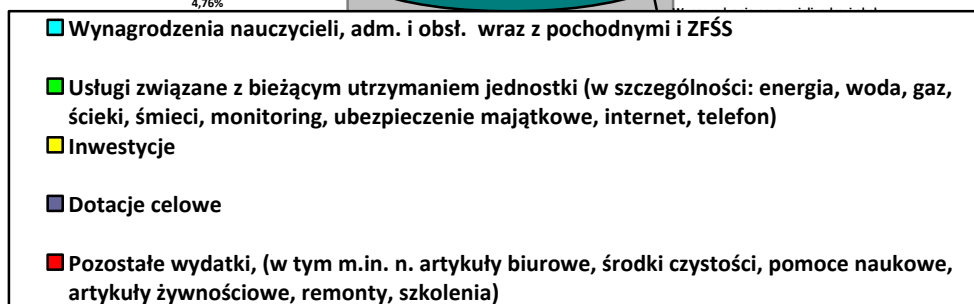 4,76%
Wynagrodzenia nauczycieli, adm. i obsł. wraz z pochodnymi i ZFŚS
Usługi związane z bieżącym utrzymaniem jednostki (w szczególności: energia, woda, gaz,
ścieki, śmieci, monitoring, ubezpieczenie majątkowe, internet, telefon)
Inwestycje
Dotacje celowe
Pozostałe wydatki, (w tym m.in. n. artykuły biurowe, środki czystości, pomoce naukowe,
artykuły żywnościowe, remonty, szkolenia)